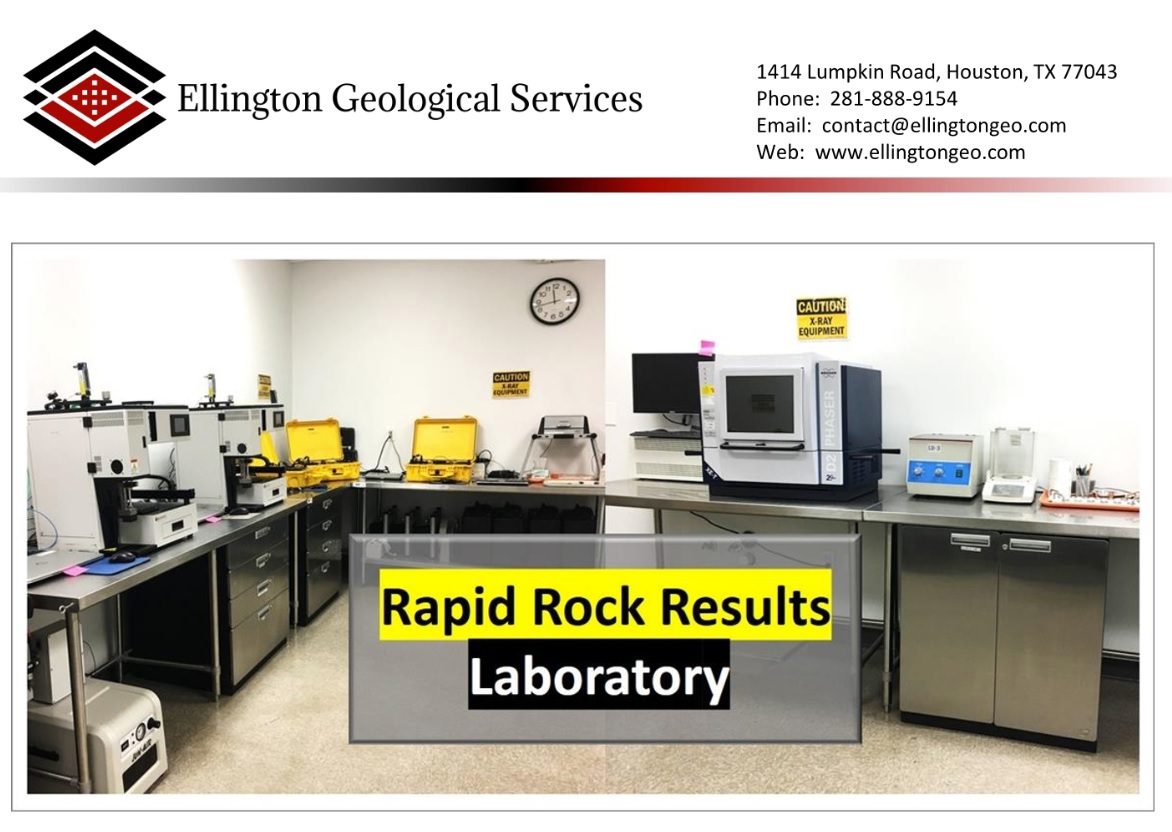 Ellington Geological Services
1414 Lumpkin Road, Houston, TX 77043
Phone:  281-888-9154
Email:  contact@ellingtongeo.com
Web:  www.ellingtongeo.com
CAUTION
X-RAY
EQUIPMENT
CAUTION
X-RAY
EQUIPMENT
CAUTION
D2 PHASER
Rapid Rock Results
Laboratory